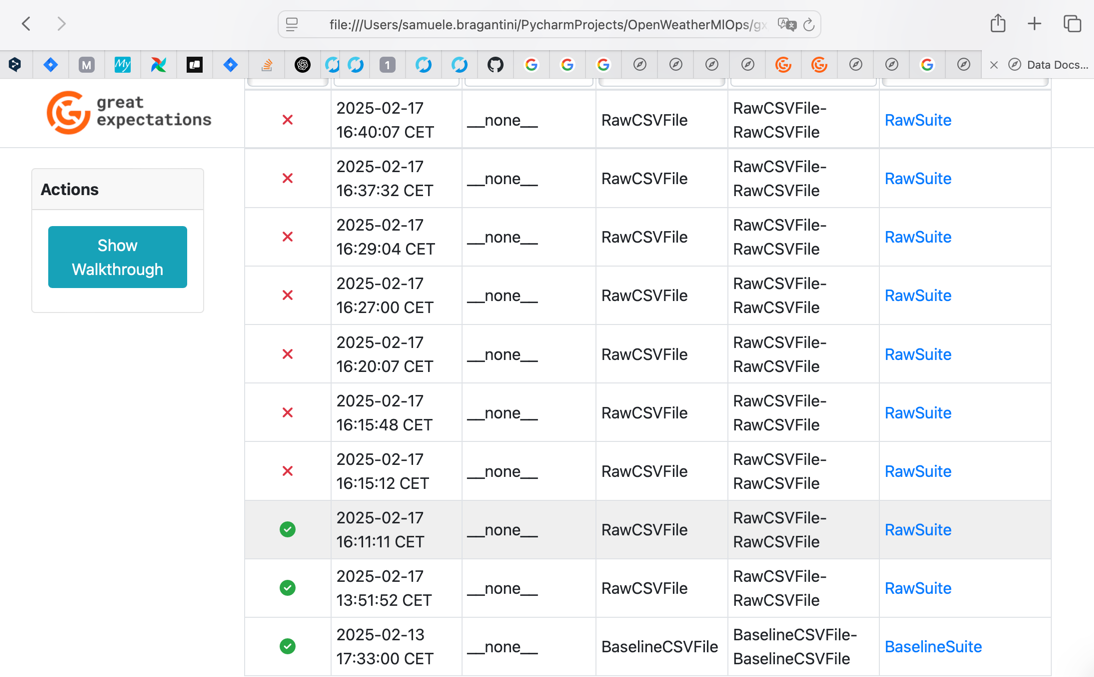 file:///Users/samuele.bragantini/PycharmProjects/OpenWeatherMlOps/gx
M
My
1
Data Docs...
great
expectations
Actions
Show
Walkthrough
2025-02-17
16:40:07 CET
__none__
RawCSVFile
RawCSVFile-
RawCSVFile
RawSuite
2025-02-17
16:37:32 CET
__none__
RawCSVFile
RawCSVFile-
RawCSVFile
RawSuite
2025-02-17
16:29:04 CET
__none__
RawCSVFile
RawCSVFile-
RawCSVFile
RawSuite
2025-02-17
16:27:00 CET
__none__
RawCSVFile
RawCSVFile-
RawCSVFile
RawSuite
2025-02-17
16:20:07 CET
__none__
RawCSVFile
RawCSVFile-
RawCSVFile
RawSuite
2025-02-17
16:15:48 CET
__none__
RawCSVFile
RawCSVFile-
RawCSVFile
RawSuite
2025-02-17
16:15:12 CET
__none__
RawCSVFile
RawCSVFile-
RawCSVFile
RawSuite
2025-02-17
16:11:11 CET
__none__
RawCSVFile
RawCSVFile-
RawCSVFile
RawSuite
2025-02-17
13:51:52 CET
__none__
RawCSVFile
RawCSVFile-
RawCSVFile
RawSuite
2025-02-13
17:33:00 CET
__none__
BaselineCSVFile
BaselineCSVFile-
BaselineCSVFile
BaselineSuite